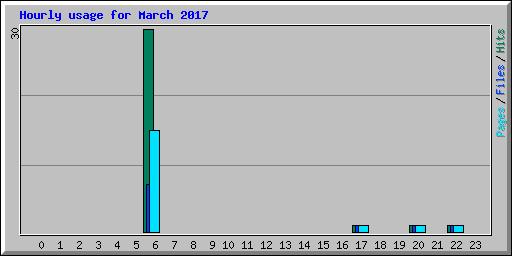 Hourly usage for March 2017
30
Pages/Files/Hits
0 1 2 3 4 5 6 7 8 9 10 11 12 13 14 15 16 17 18 19 20 21 22 23